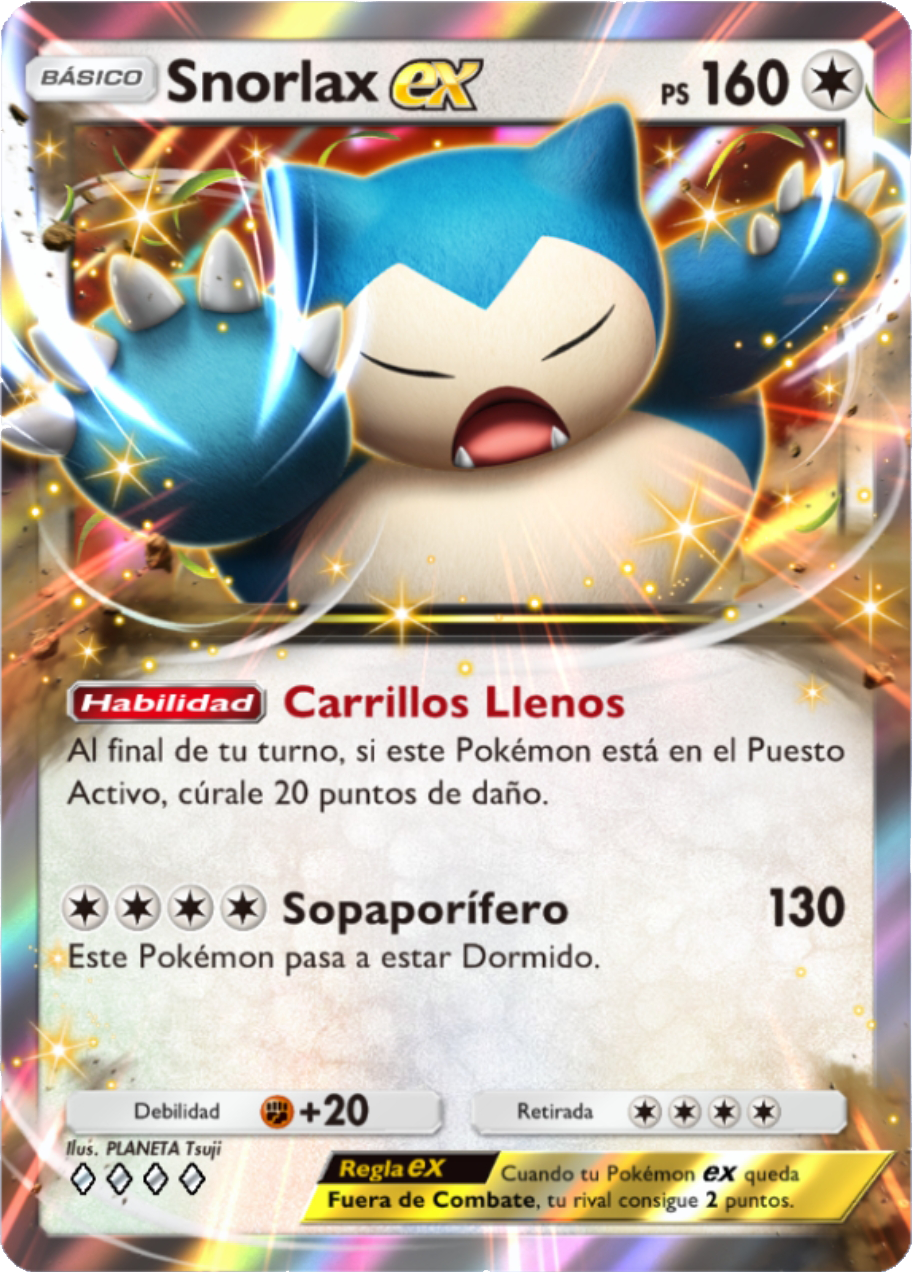 BÁSICO Snorlax ex PS 160
Habilidad Carrillos Llenos
Al final de tu turno, si este Pokémon está en el Puesto
Activo, cúrale 20 puntos de daño.
Sopaporífero 130
Este Pokémon pasa a estar Dormido.
Debilidad +20 Retirada
Ilus. PLANETA Tsuji
Regla ex Cuando tu Pokémon ex queda
Fuera de Combate, tu rival consigue 2 puntos.